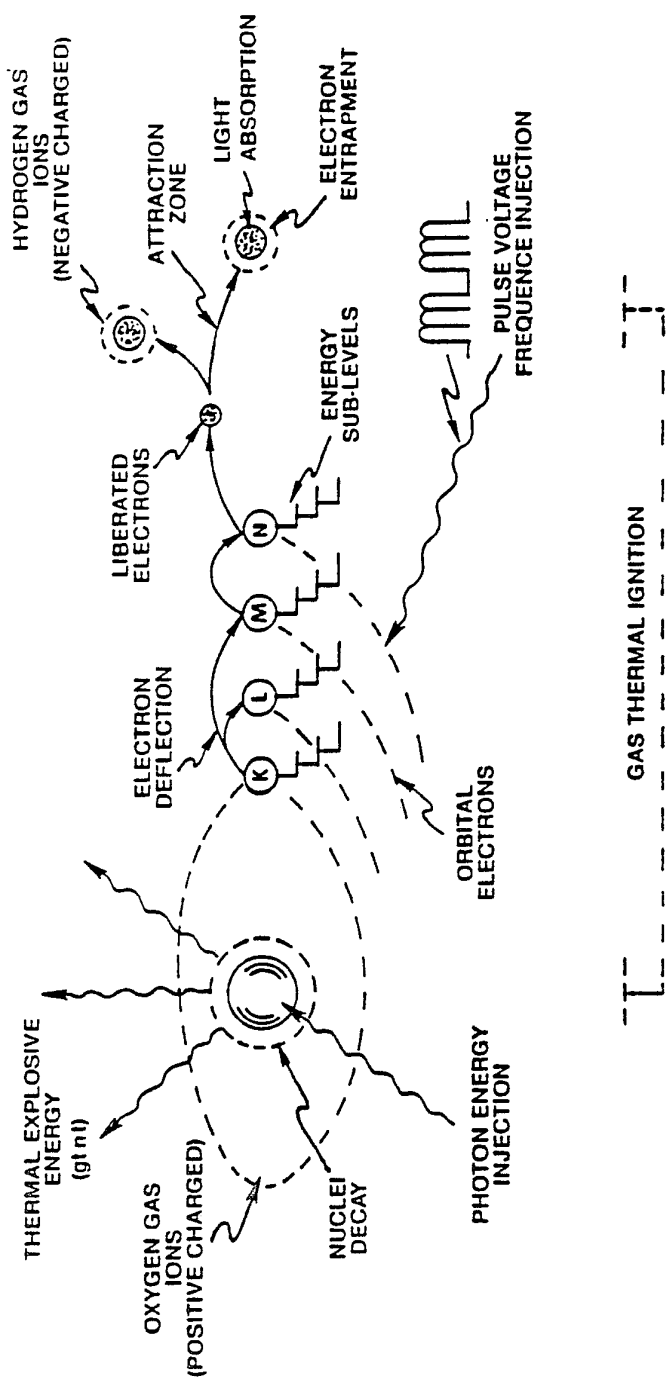 THERMAL EXPLOSIVE
ENERGY
(gtnt)
OXYGEN GAS
IONS
(POSITIVE CHARGED)
NUCLEI
DECAY
PHOTON ENERGY
INJECTION
ELECTRON
DEFLECTION
K
L
M
N
ORBITAL
ELECTRONS
LIBERATED
ELECTRONS
ENERGY
SUB-LEVELS
HYDROGEN GAS
IONS
(NEGATIVE CHARGED)
ATTRACTION
ZONE
LIGHT
ABSORPTION
ELECTRON
ENTRAPMENT
PULSE VOLTAGE
FREQUENCE INJECTION
GAS THERMAL IGNITION